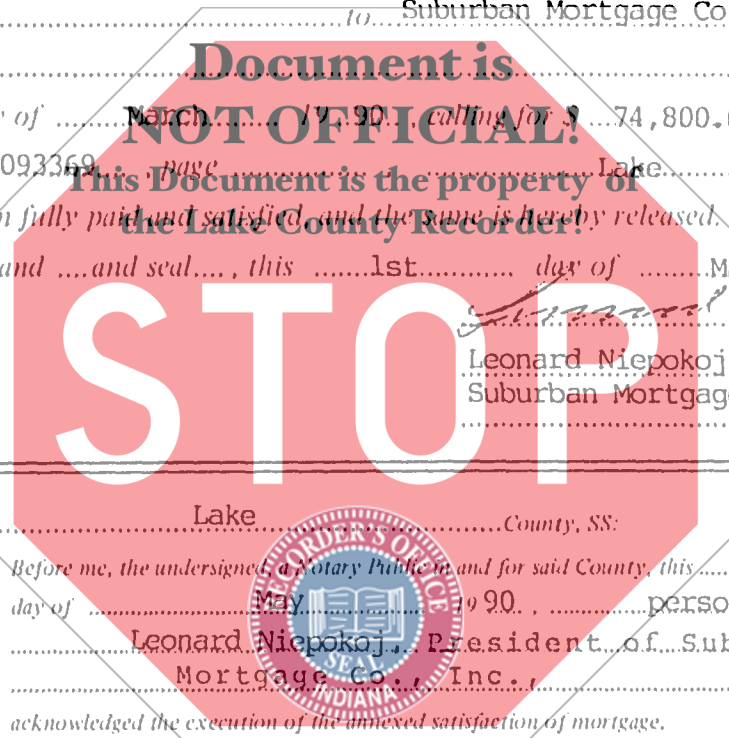 to Suburban Mortgage Co
Document is
of March 19 90, calling for $ 74,800.
NOT OFFICIAL!
093369, page Lake
This Document is the property of
n fully paid and satisfied, and the same is hereby released.
the Lake County Recorder!
and and seal, this 1st day of M
STOP
Leonard Niepokoj
Suburban Mortgag
Lake County, SS:
Before me, the undersigned, a Notary Public in and for said County, this
day of May 19 90, perso
Leonard Niepokoj, President of Sub
Mortgage Co., Inc.,
acknowledged the execution of the annexed satisfaction of mortgage.
RECORDER'S OFFICE
SEAL
INDIANA